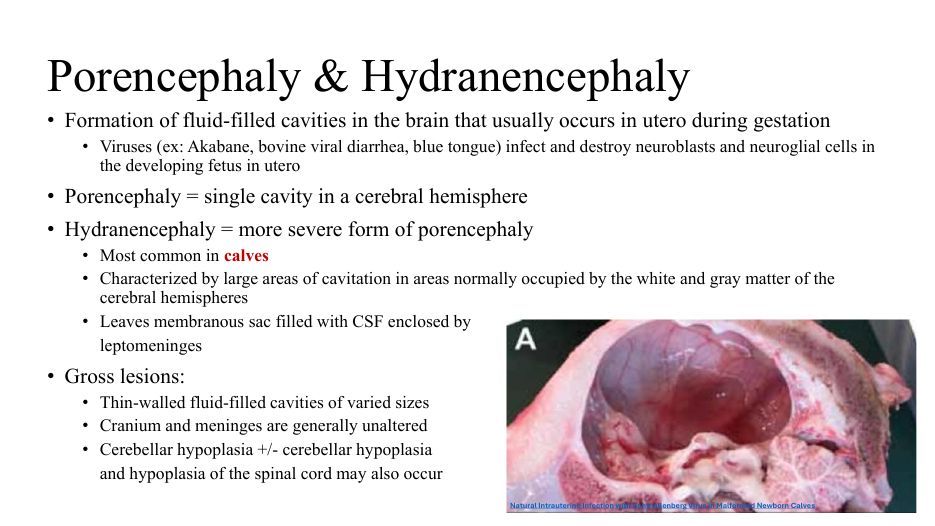 Porencephaly & Hydranencephaly
• Formation of fluid-filled cavities in the brain that usually occurs in utero during gestation
• Viruses (ex: Akabane, bovine viral diarrhea, blue tongue) infect and destroy neuroblasts and neuroglial cells in
the developing fetus in utero
• Porencephaly = single cavity in a cerebral hemisphere
• Hydranencephaly = more severe form of porencephaly
• Most common in calves
• Characterized by large areas of cavitation in areas normally occupied by the white and gray matter of the
cerebral hemispheres
• Leaves membranous sac filled with CSF enclosed by
leptomeninges
• Gross lesions:
• Thin-walled fluid-filled cavities of varied sizes
• Cranium and meninges are generally unaltered
• Cerebellar hypoplasia +/- cerebellar hypoplasia
and hypoplasia of the spinal cord may also occur
A
Natural Intrauterine Infection with Schmallenberg Virus in Malformed Newborn Calves